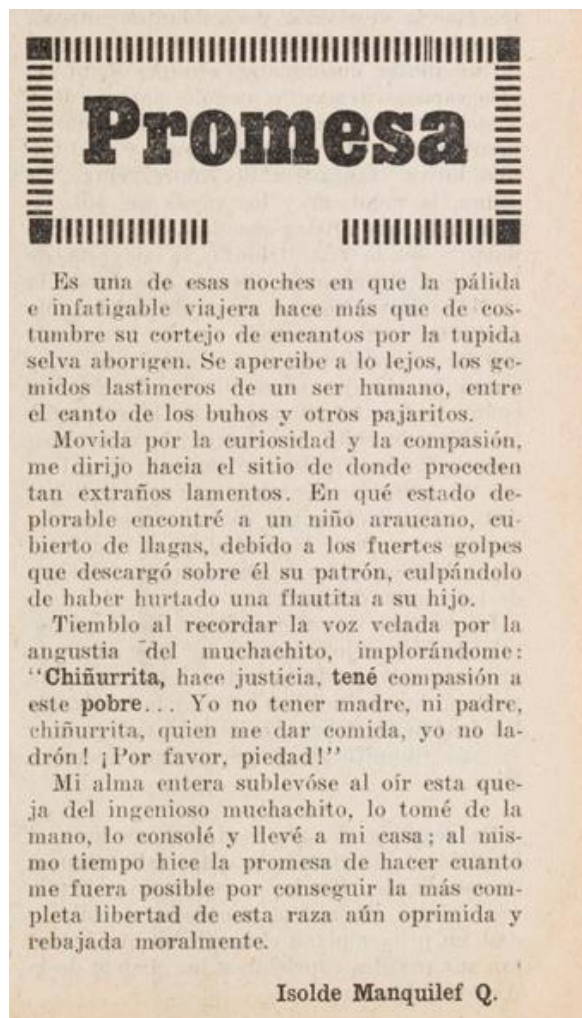 Promesa
Es una de esas noches en que la pálida
e infatigable viajera hace más que de cos-
tumbre su cortejo de encantos por la tupida
selva aborigen. Se apercibe a lo lejos, los ge-
midos lastimeros de un ser humano, entre
el canto de los buhos y otros pajaritos.
Movida por la curiosidad y la compasión,
me dirijo hacia el sitio de donde proceden
tan extraños lamentos. En qué estado de-
plorable encontré a un niño araucano, cu-
bierto de llagas, debido a los fuertes golpes
que descargó sobre él su patrón, culpándolo
de haber hurtado una flautita a su hijo.
Tiemblo al recordar la voz velada por la
angustia del muchachito, implorándome:
"Chiñurrita, hace justicia, tené compasión a
este pobre... Yo no tener madre, ni padre,
chiñurrita, quien me dar comida, yo no la-
drón! ¡Por favor, piedad!"
Mi alma entera sublevóse al oír esta que-
ja del ingenioso muchachito, lo tomé de la
mano, lo consolé y llevé a mi casa; al mis-
mo tiempo hice la promesa de hacer cuanto
me fuera posible por conseguir la más com-
pleta libertad de esta raza aún oprimida y
rebajada moralmente.
Isolde Manquilef Q.